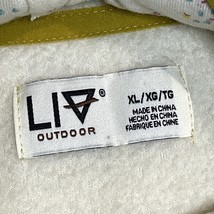 LIV®
OUTDOOR
XL/XG/TG
MADE IN CHINA
HECHO EN CHINA
FABRIQUÉ EN CHINE